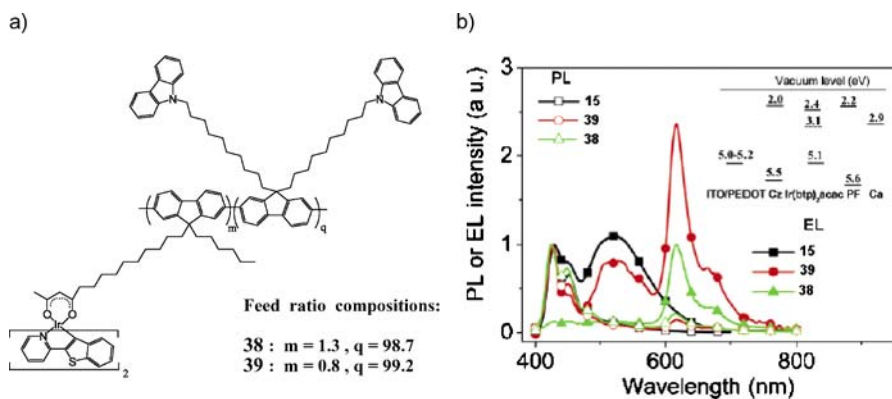 a)
N
N
m
q
O
O
Ir
N
S
2
Feed ratio compositions:
38 : m = 1.3 , q = 98.7
39 : m = 0.8 , q = 99.2
b)
PL or EL intensity (a u.)
3
2
1
0
400
600
800
Wavelength (nm)
PL
15
39
38
Vacuum level (eV)
2.0
2.4
2.2
3.1
2.9
5.0-5.2
5.1
5.5
5.6
ITO/PEDOT Cz Ir(btp)2acac PF Ca
EL
15
39
38